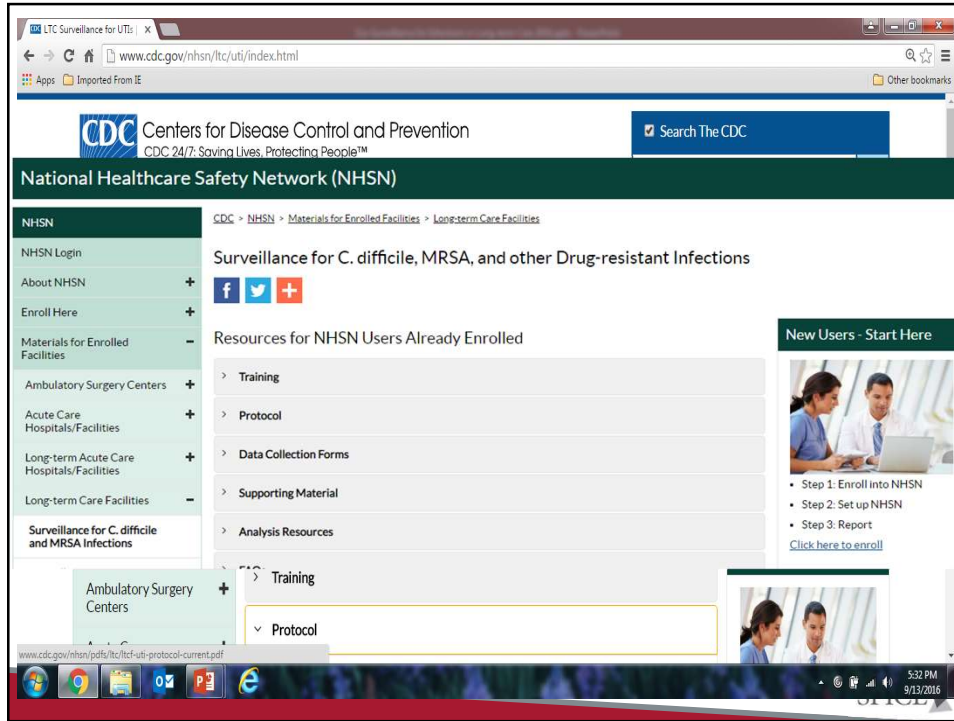 LTC Surveillance for UTIs | x
www.cdc.gov/nhsn/ltc/uti/index.html
Apps Imported From IE Other bookmarks
CDC Centers for Disease Control and Prevention
CDC 24/7: Saving Lives, Protecting People™
Search The CDC
National Healthcare Safety Network (NHSN)
NHSN
NHSN Login
About NHSN +
Enroll Here +
Materials for Enrolled –
Facilities
Ambulatory Surgery Centers +
Acute Care +
Hospitals/Facilities
Long-term Acute Care +
Hospitals/Facilities
Long-term Care Facilities –
Surveillance for C. difficile
and MRSA Infections
CDC > NHSN > Materials for Enrolled Facilities > Long-term Care Facilities
Surveillance for C. difficile, MRSA, and other Drug-resistant Infections
f +
Resources for NHSN Users Already Enrolled
> Training
> Protocol
> Data Collection Forms
> Supporting Material
> Analysis Resources
New Users - Start Here
• Step 1: Enroll into NHSN
• Step 2: Set up NHSN
• Step 3: Report
Click here to enroll
Ambulatory Surgery +
Centers
> Training
Protocol
www.cdc.gov/nhsn/pdfs/ltc/ltcf-uti-protocol-current.pdf
5:32 PM
9/13/2016